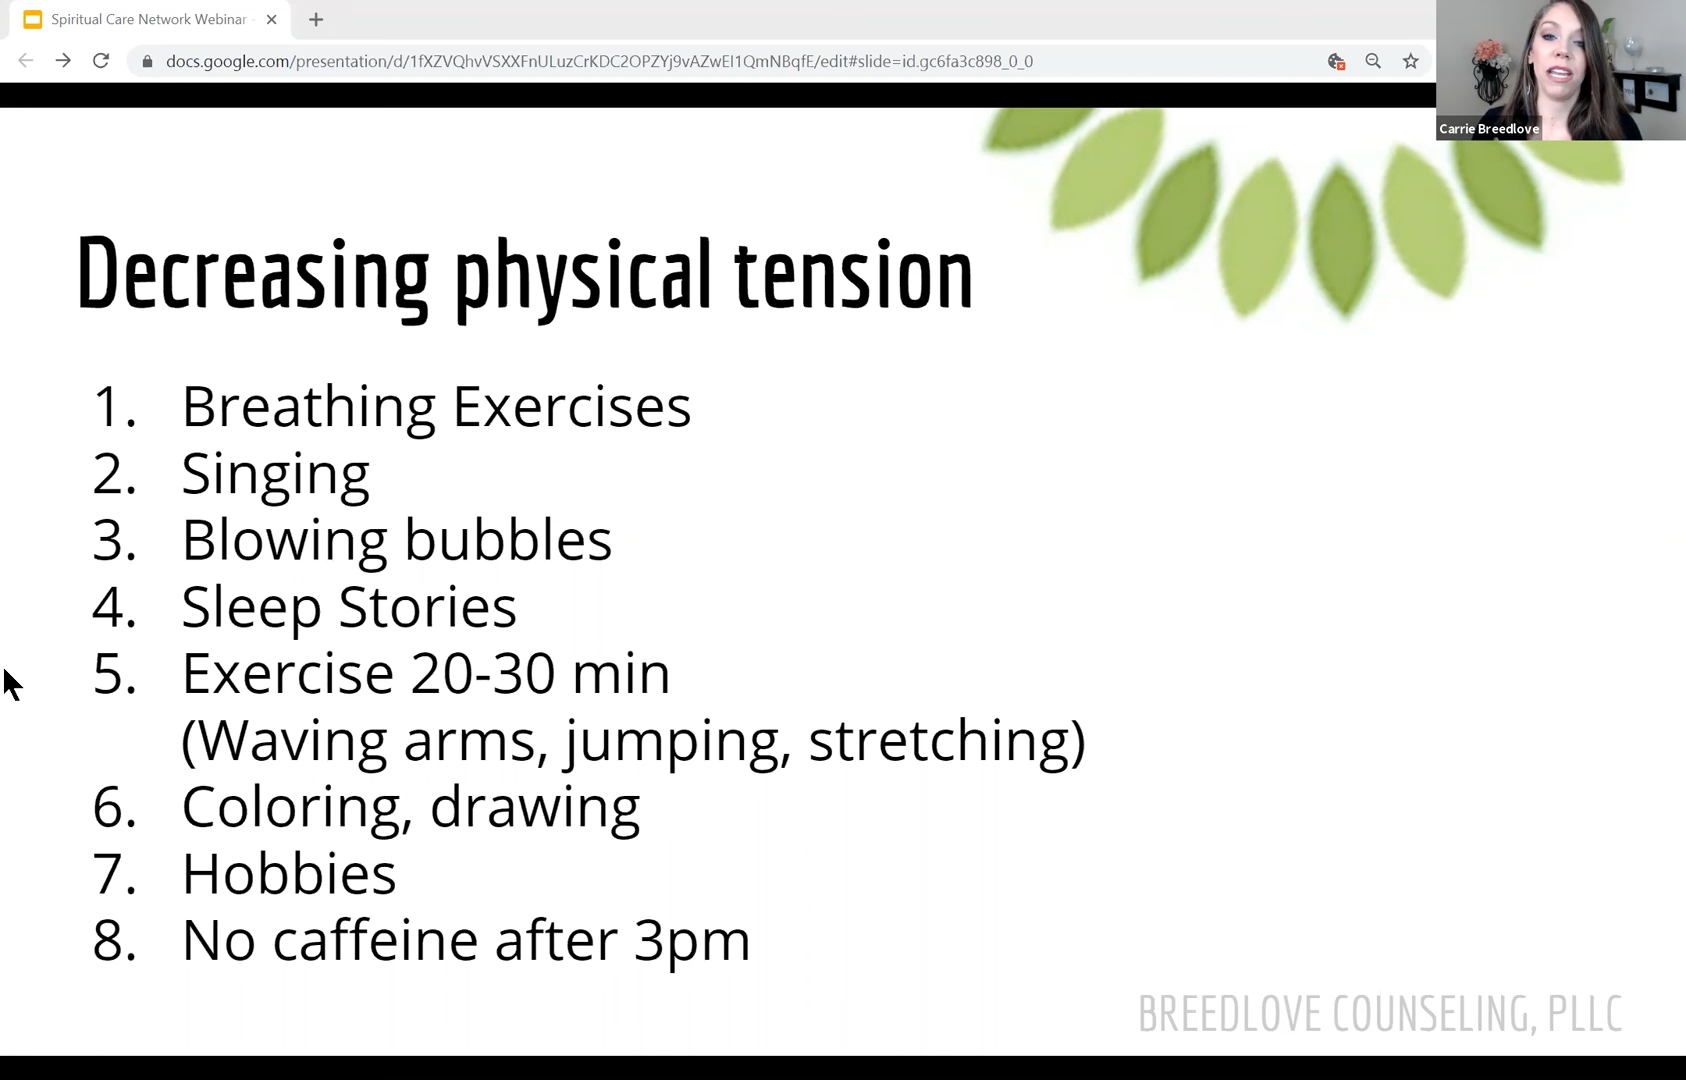 Spiritual Care Network Webinar
docs.google.com/presentation/d/1fXZVQhvVSXXFnULuzCrKDC2OPZYj9vAZwEI1QmNBqfE/edit#slide=id.gc6fa3c898_0_0
Carrie Breedlove
Decreasing physical tension
1. Breathing Exercises
2. Singing
3. Blowing bubbles
4. Sleep Stories
5. Exercise 20-30 min
(Waving arms, jumping, stretching)
6. Coloring, drawing
7. Hobbies
8. No caffeine after 3pm
BREEDLOVE COUNSELING, PLLC